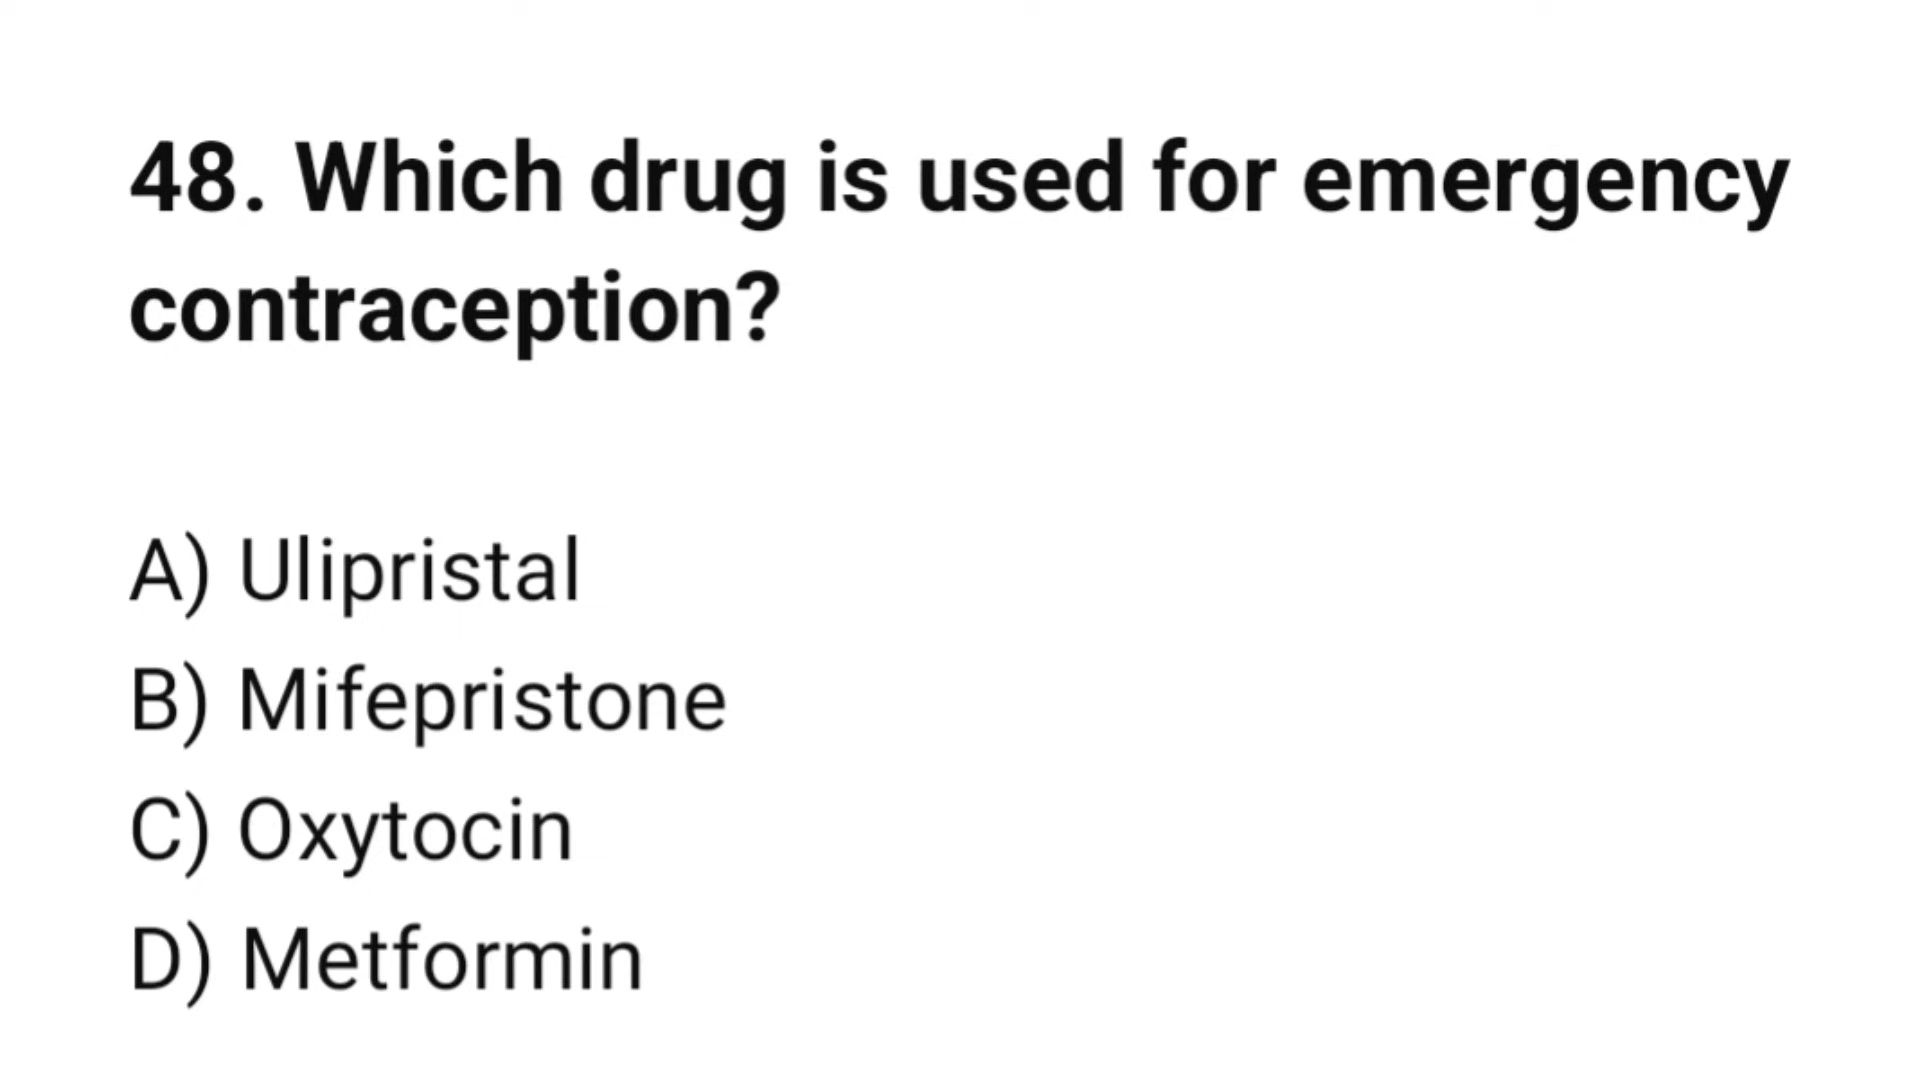 48. Which drug is used for emergency
contraception?
A) Ulipristal
B) Mifepristone
C) Oxytocin
D) Metformin